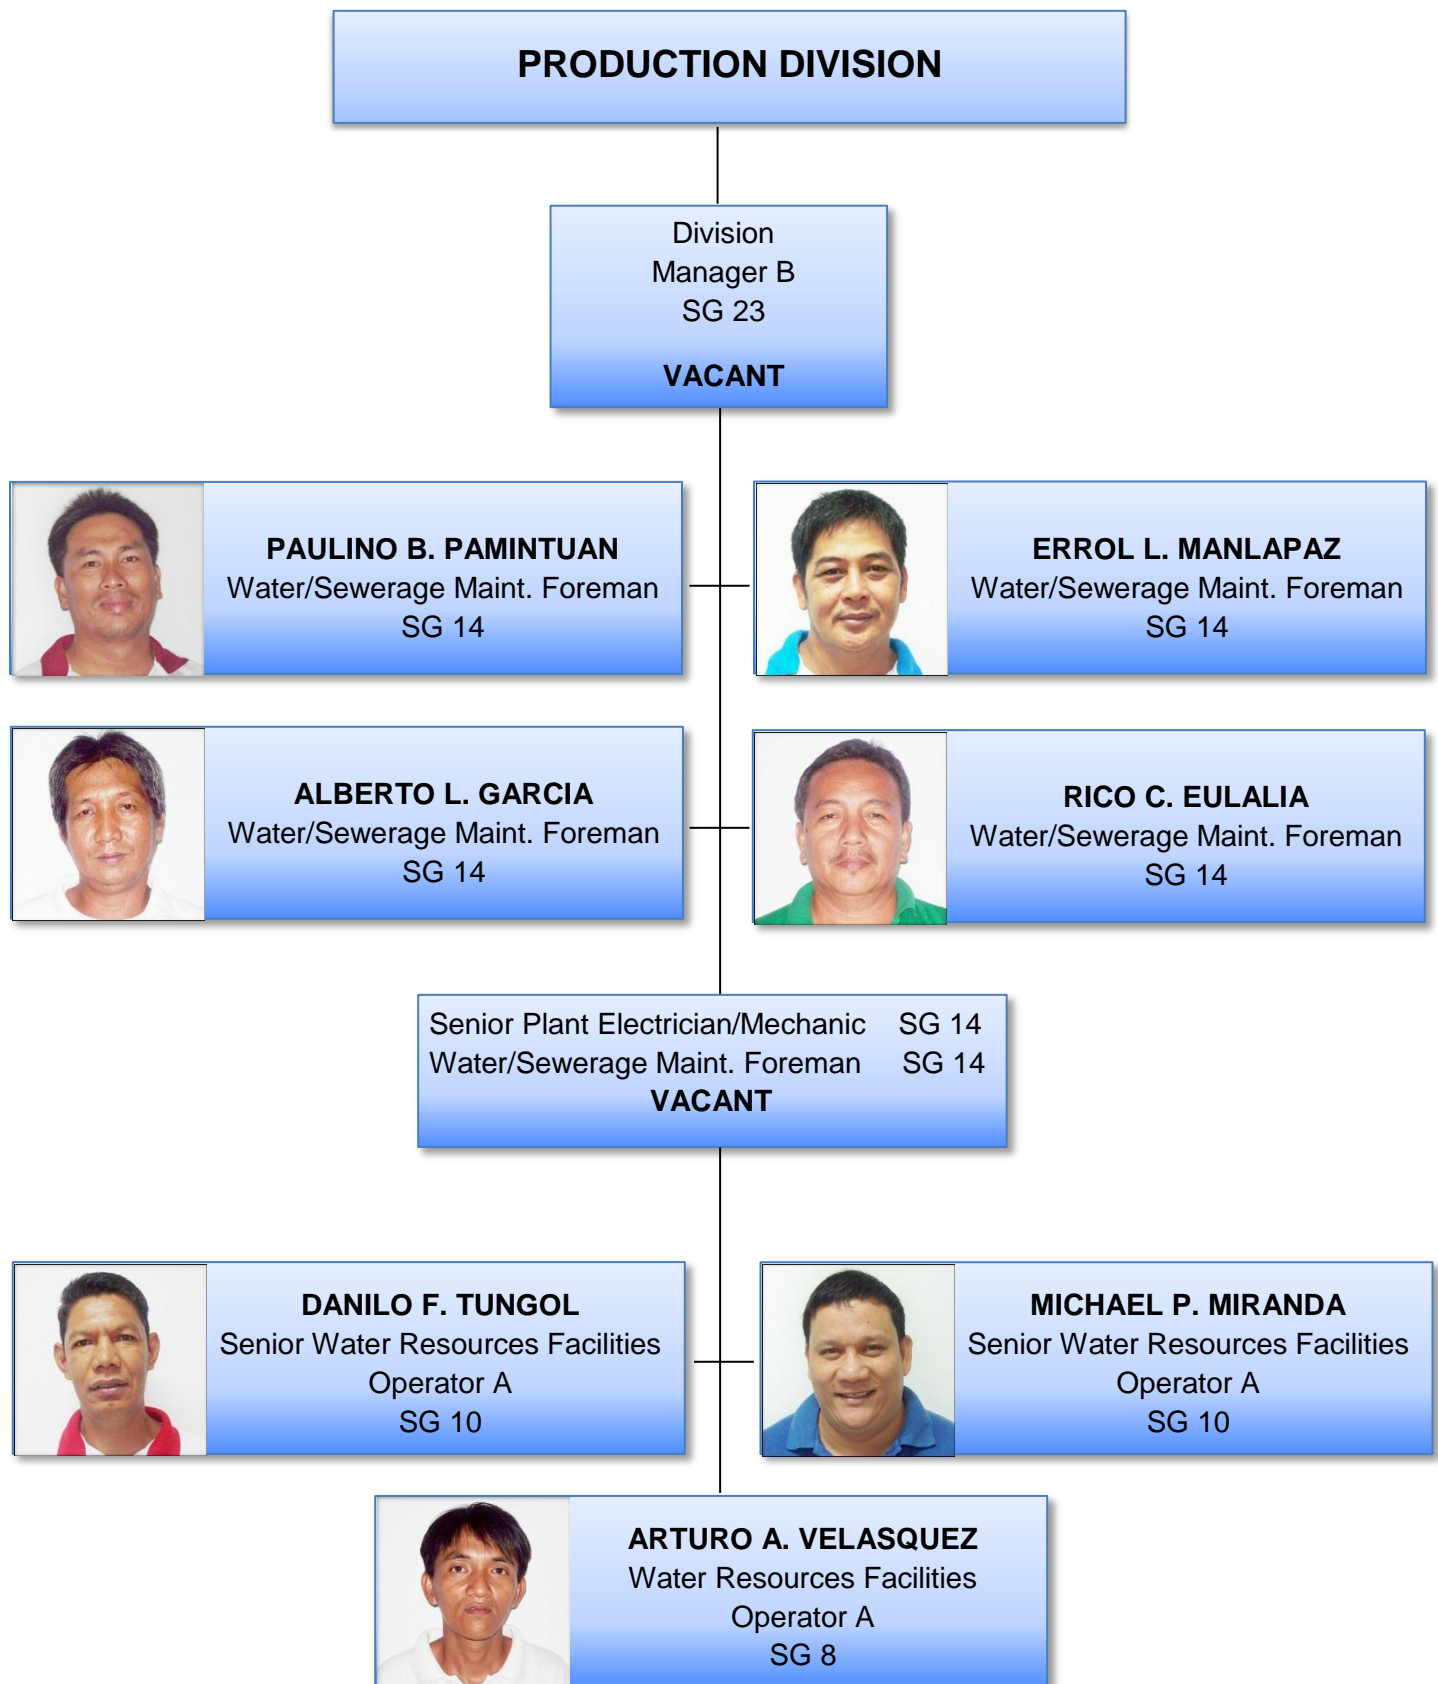 PRODUCTION DIVISION
Division
Manager B
SG 23
VACANT
PAULINO B. PAMINTUAN
Water/Sewerage Maint. Foreman
SG 14
ERROL L. MANLAPAZ
Water/Sewerage Maint. Foreman
SG 14
ALBERTO L. GARCIA
Water/Sewerage Maint. Foreman
SG 14
RICO C. EULALIA
Water/Sewerage Maint. Foreman
SG 14
Senior Plant Electrician/Mechanic SG 14
Water/Sewerage Maint. Foreman SG 14
VACANT
DANILO F. TUNGOL
Senior Water Resources Facilities
Operator A
SG 10
MICHAEL P. MIRANDA
Senior Water Resources Facilities
Operator A
SG 10
ARTURO A. VELASQUEZ
Water Resources Facilities
Operator A
SG 8